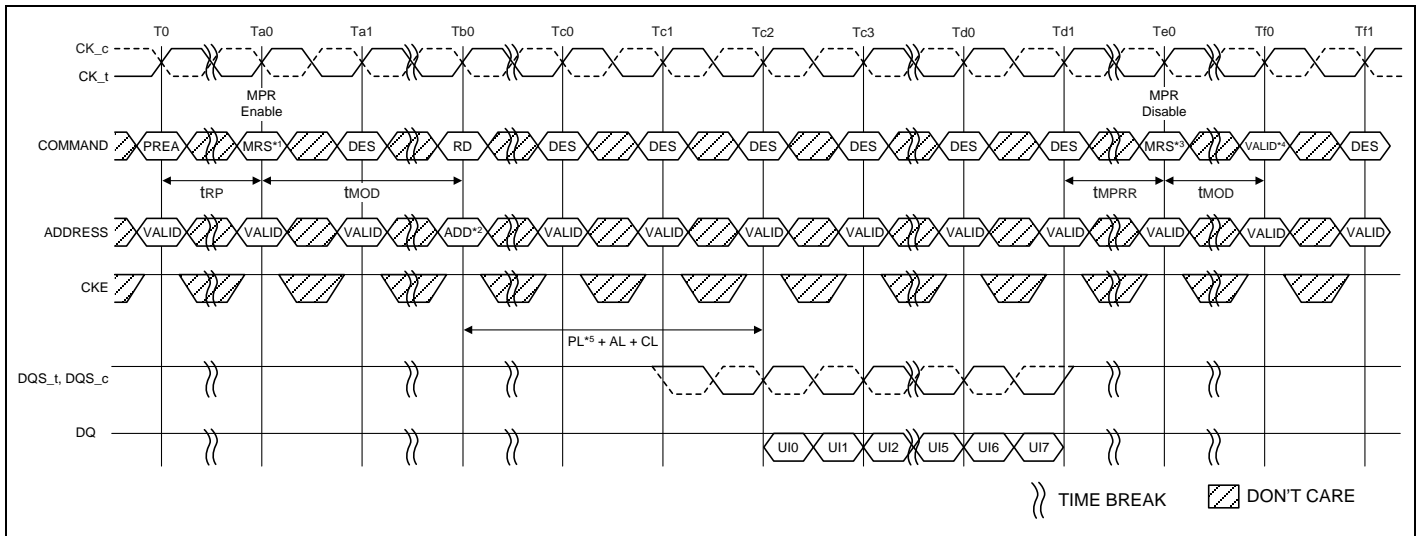 T0 Ta0 Ta1 Tb0 Tc0 Tc1 Tc2 Tc3 Td0 Td1 Te0 Tf0 Tf1
CK_c
CK_t
MPR
Enable
MPR
Disable
COMMAND PREA MRS*1 DES RD DES DES DES DES DES DES MRS*3 VALID*4 DES
tRP tMOD tMPRR tMOD
ADDRESS VALID VALID VALID ADD*2 VALID VALID VALID VALID VALID VALID VALID VALID VALID
CKE
PL*5 + AL + CL
DQS_t, DQS_c
DQ UI0 UI1 UI2 UI5 UI6 UI7
TIME BREAK DON'T CARE